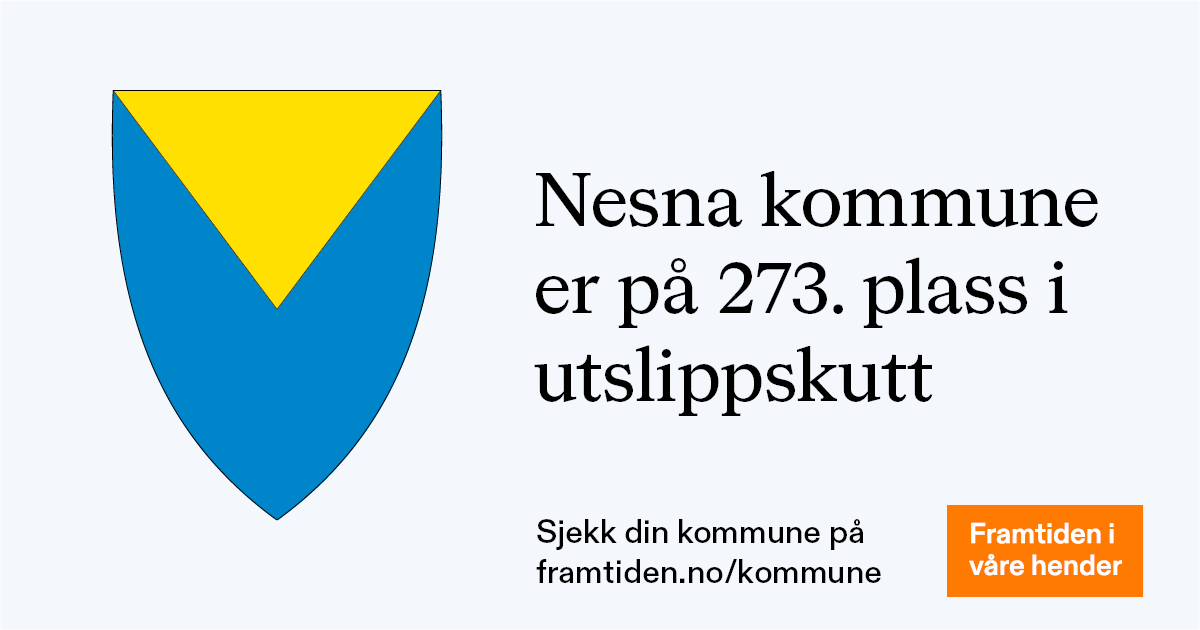 Nesna kommune
er på 273. plass i
utslippskutt
Sjekk din kommune på
framtiden.no/kommune
Framtiden i
våre hender